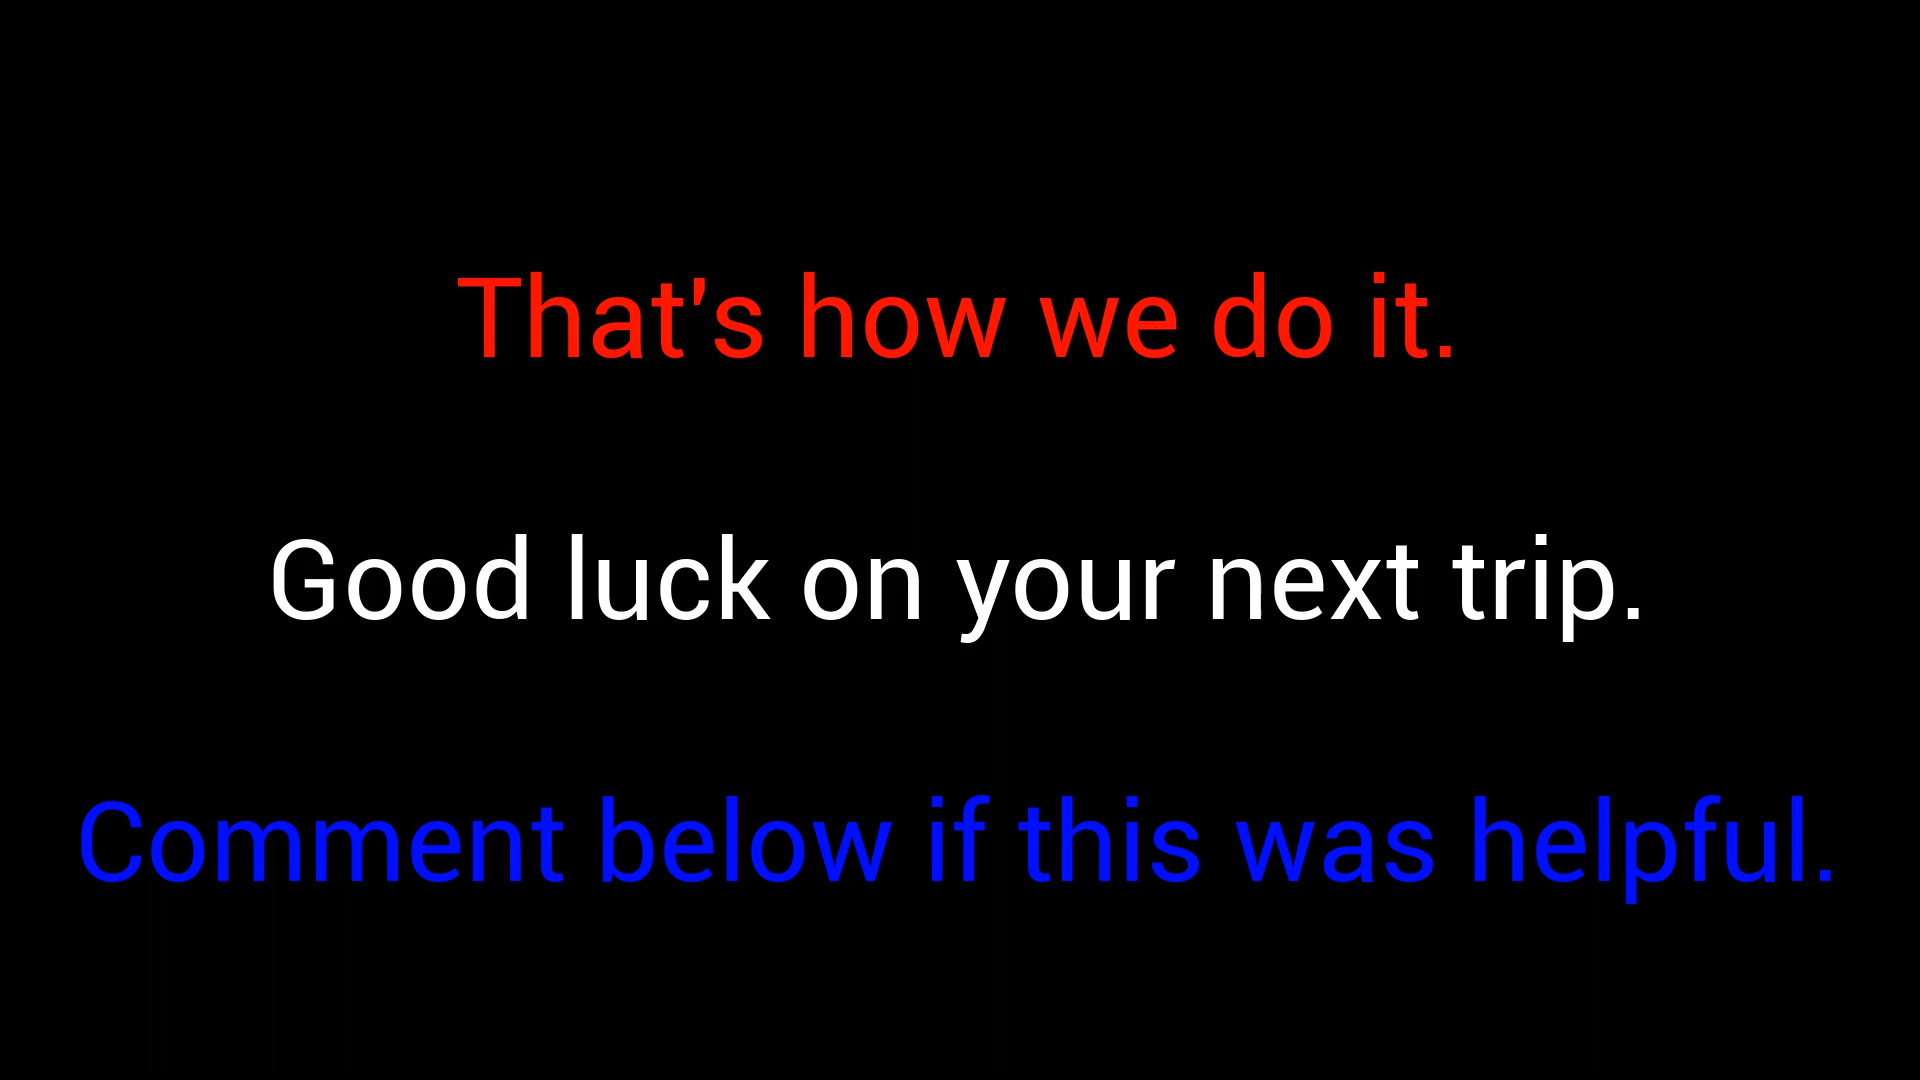 That's how we do it.
Good luck on your next trip.
Comment below if this was helpful.